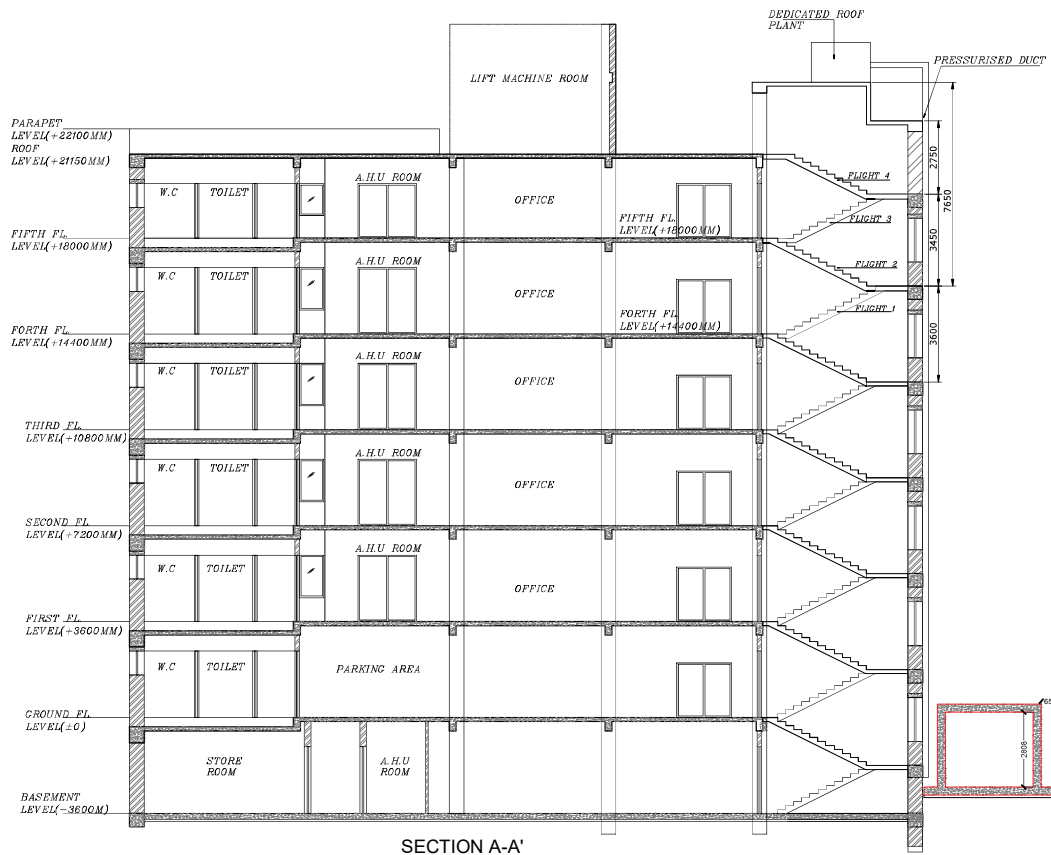 DEDICATED ROOF
PLANT
PRESSURISED DUCT
LIFT MACHINE ROOM
PARAPET
LEVEL(+22100MM)
ROOF
LEVEL(+21150MM)
2750
7650
3450
3600
W.C
TOILET
A.H.U ROOM
OFFICE
FLIGHT 4
FLIGHT 3
FIFTH FL.
LEVEL(+18000MM)
FIFTH FL.
LEVEL(+18000MM)
W.C
TOILET
A.H.U ROOM
OFFICE
FLIGHT 2
FLIGHT 1
FORTH FL.
LEVEL(+14400MM)
FORTH FL.
LEVEL(+14400MM)
W.C
TOILET
A.H.U ROOM
OFFICE
THIRD FL.
LEVEL(+10800MM)
W.C
TOILET
A.H.U ROOM
OFFICE
SECOND FL.
LEVEL(+7200MM)
W.C
TOILET
A.H.U ROOM
OFFICE
FIRST FL.
LEVEL(+3600MM)
W.C
TOILET
PARKING AREA
GROUND FL.
LEVEL(±0)
STORE
ROOM
A.H.U
ROOM
2808
BASEMENT
LEVEL(-3600M)
SECTION A-A'